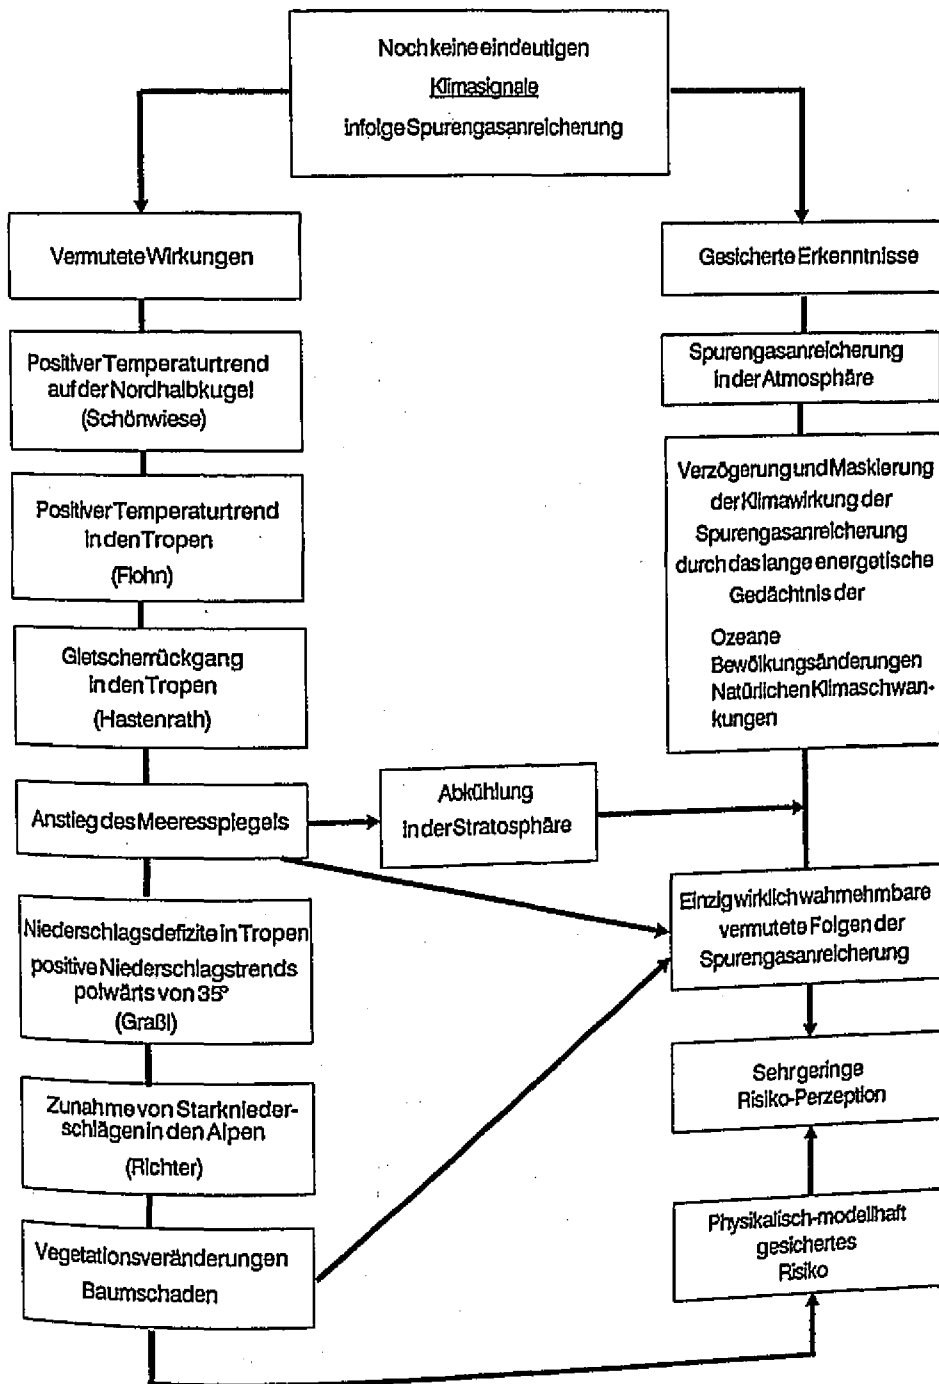 Noch keine eindeutigen
Klimasignale
infolge Spurengasanreicherung
Vermutete Wirkungen
Positiver Temperaturtrend
auf der Nordhalbkugel
(Schönwiese)
Positiver Temperaturtrend
in den Tropen
(Flohn)
Gletscherrückgang
in den Tropen
(Hastenrath)
Anstieg des Meeresspiegels
Abkühlung
in der Stratosphäre
Niederschlagsdefizite in Tropen
positive Niederschlagstrends
polwärts von 35°
(Graßl)
Zunahme von Starknieder-
schlägen in den Alpen
(Richter)
Vegetationsveränderungen
Baumschaden
Gesicherte Erkenntnisse
Spurengasanreicherung
in der Atmosphäre
Verzögerung und Maskierung
der Klimawirkung der
Spurengasanreicherung
durch das lange energetische
Gedächtnis der
Ozeane
Bewölkungsänderungen
Natürlichen Klimaschwan-
kungen
Einzig wirklich wahrnehmbare
vermutete Folgen der
Spurengasanreicherung
Sehr geringe
Risiko-Perzeption
Physikalisch-modellhaft
gesichertes
Risiko